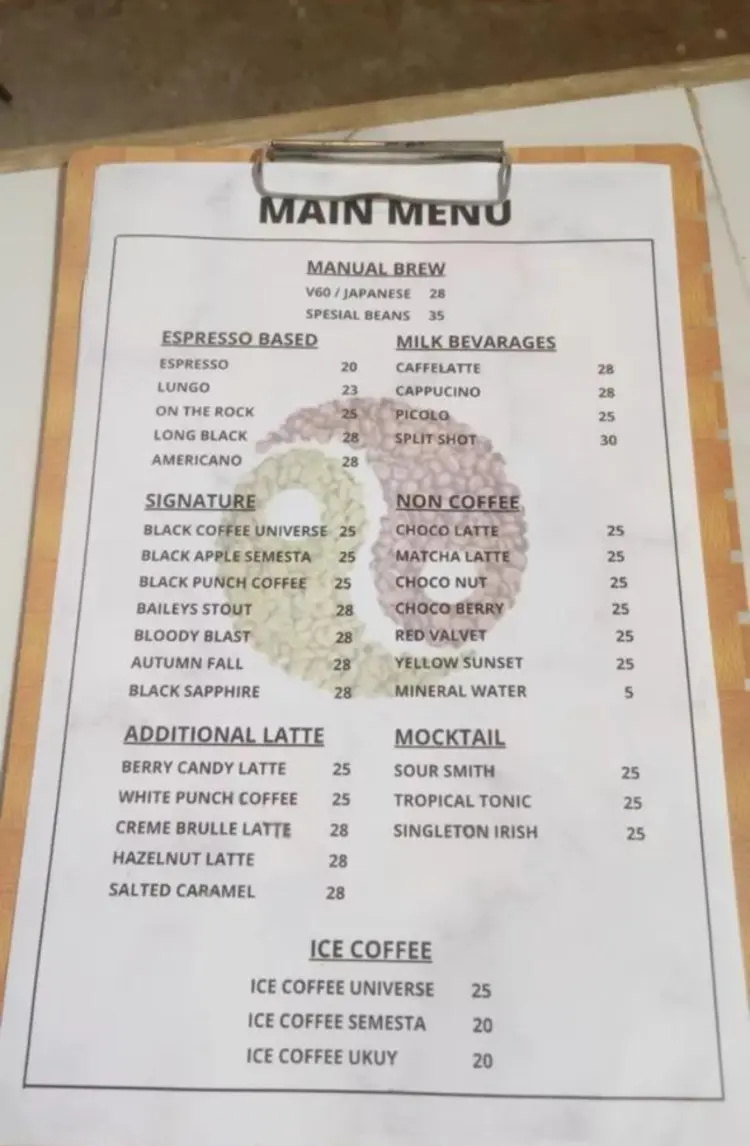 MAIN MENU
MANUAL BREW
V60 / JAPANESE 28
SPESIAL BEANS 35
ESPRESSO BASED
ESPRESSO 20
LUNGO 23
ON THE ROCK 25
LONG BLACK 28
AMERICANO 28
MILK BEVARAGES
CAFFELATTE 28
CAPPUCINO 28
PICOLO 25
SPLIT SHOT 30
SIGNATURE
BLACK COFFEE UNIVERSE 25
BLACK APPLE SEMESTA 25
BLACK PUNCH COFFEE 25
BAILEYS STOUT 28
BLOODY BLAST 28
AUTUMN FALL 28
BLACK SAPPHIRE 28
NON COFFEE
CHOCO LATTE 25
MATCHA LATTE 25
CHOCO NUT 25
CHOCO BERRY 25
RED VALVET 25
YELLOW SUNSET 25
MINERAL WATER 5
ADDITIONAL LATTE
BERRY CANDY LATTE 25
WHITE PUNCH COFFEE 25
CREME BRULLE LATTE 28
HAZELNUT LATTE 28
SALTED CARAMEL 28
MOCKTAIL
SOUR SMITH 25
TROPICAL TONIC 25
SINGLETON IRISH 25
ICE COFFEE
ICE COFFEE UNIVERSE 25
ICE COFFEE SEMESTA 20
ICE COFFEE UKUY 20